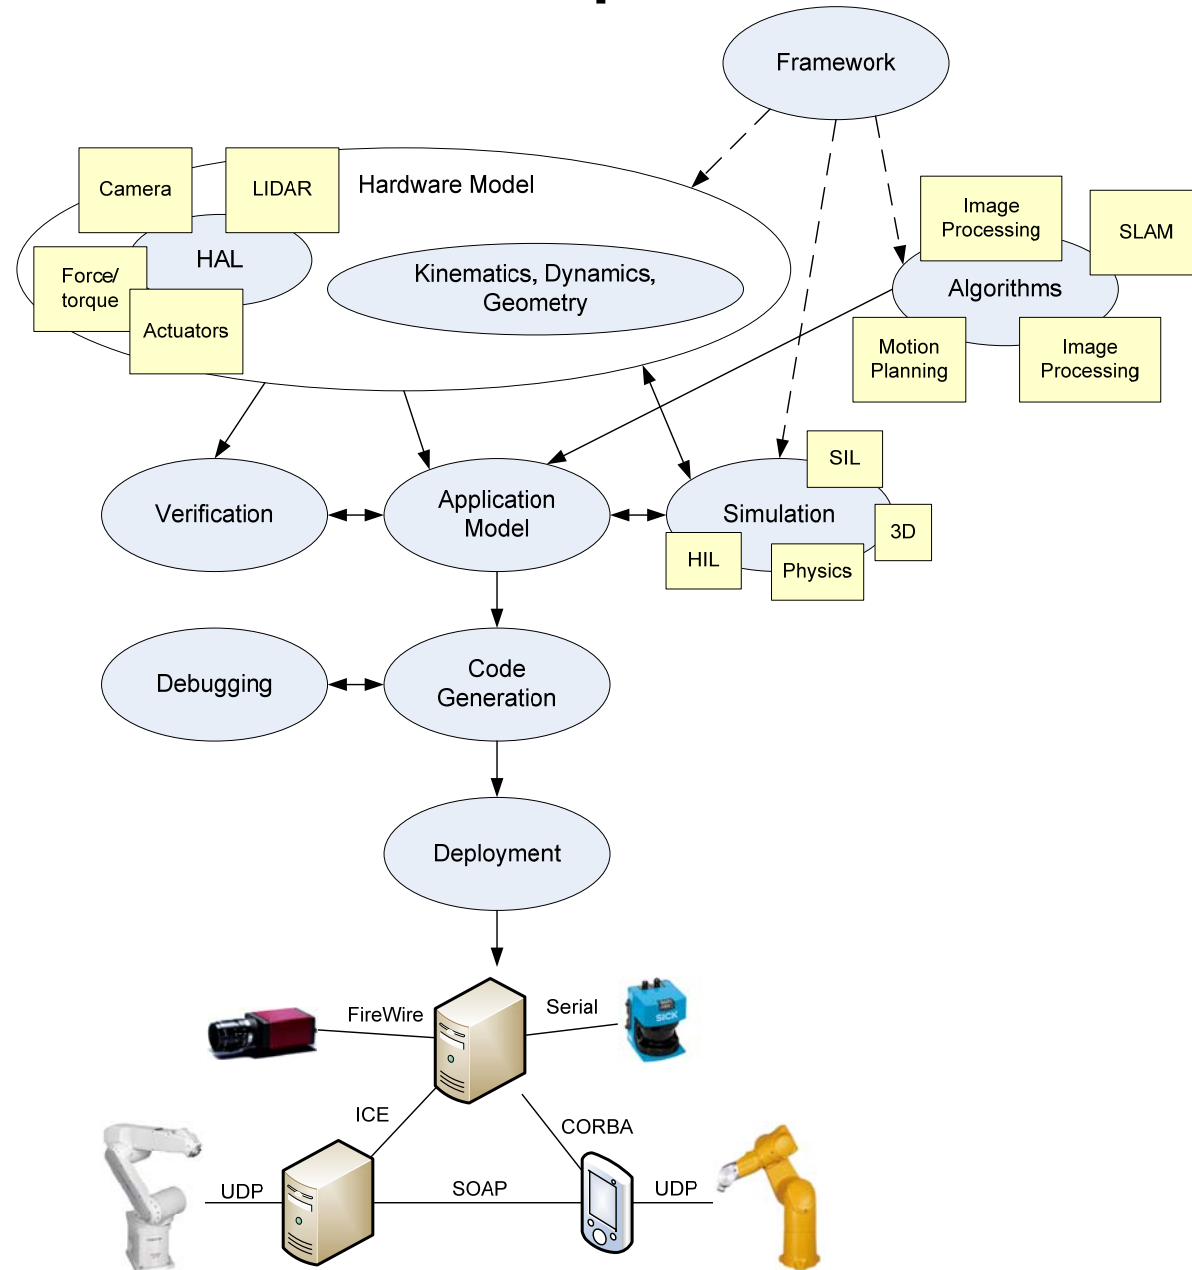 Framework
Camera
LIDAR
Hardware Model
Image
Processing
SLAM
HAL
Force/
torque
Kinematics, Dynamics,
Geometry
Algorithms
Actuators
Motion
Planning
Image
Processing
SIL
Verification
Application
Model
Simulation
3D
HIL
Physics
Debugging
Code
Generation
Deployment
FireWire
Serial
SICK
ICE
CORBA
UDP
SOAP
UDP